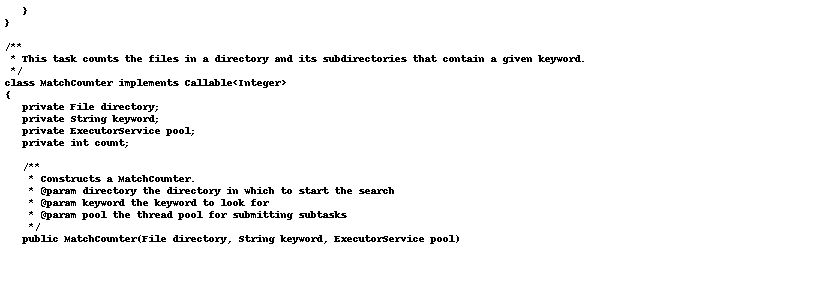 }
}

/**
 * This task counts the files in a directory and its subdirectories that contain a given keyword.
 */
class MatchCounter implements Callable<Integer>
{
   private File directory;
   private String keyword;
   private ExecutorService pool;
   private int count;

   /**
    * Constructs a MatchCounter.
    * @param directory the directory in which to start the search
    * @param keyword the keyword to look for
    * @param pool the thread pool for submitting subtasks
    */
   public MatchCounter(File directory, String keyword, ExecutorService pool)